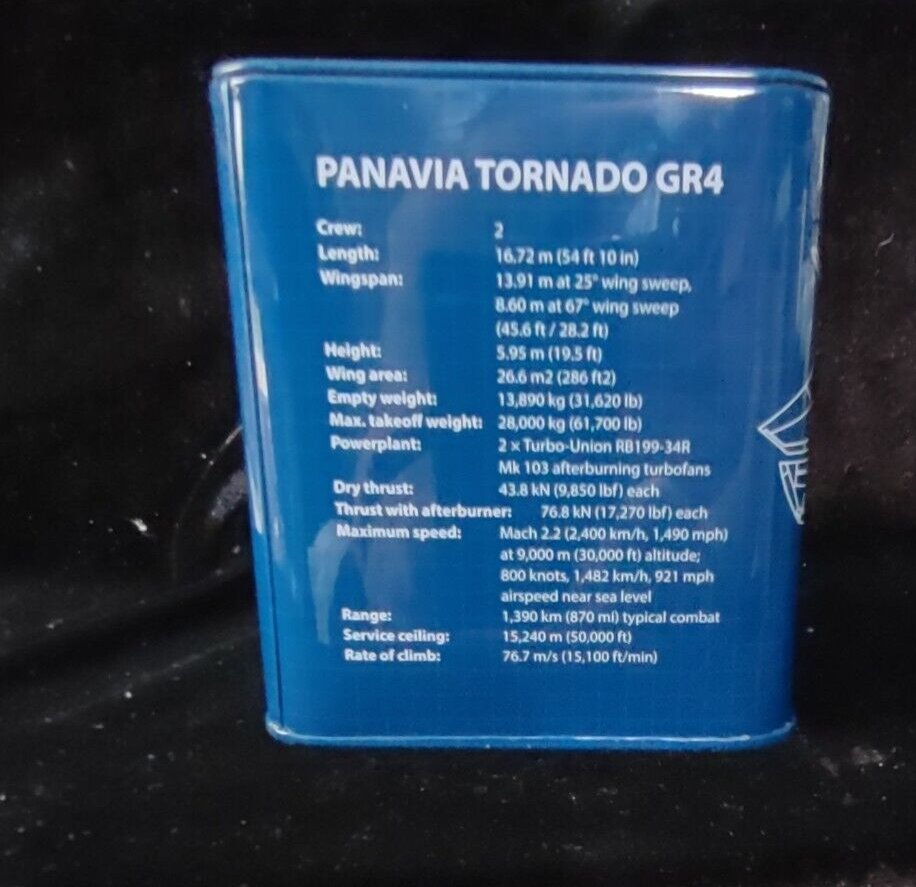 PANAVIA TORNADO GR4
Crew: 2
Length: 16.72 m (54 ft 10 in)
Wingspan: 13.91 m at 25° wing sweep,
8.60 m at 67° wing sweep
(45.6 ft / 28.2 ft)
Height: 5.95 m (19.5 ft)
Wing area: 26.6 m2 (286 ft2)
Empty weight: 13,890 kg (31,620 lb)
Max. takeoff weight: 28,000 kg (61,700 lb)
Powerplant: 2 × Turbo-Union RB199-34R
Mk 103 afterburning turbofans
Dry thrust: 43.8 kN (9,850 lbf) each
Thrust with afterburner: 76.8 kN (17,270 lbf) each
Maximum speed: Mach 2.2 (2,400 km/h, 1,490 mph)
at 9,000 m (30,000 ft) altitude;
800 knots, 1,482 km/h, 921 mph
airspeed near sea level
Range: 1,390 km (870 mi) typical combat
Service ceiling: 15,240 m (50,000 ft)
Rate of climb: 76.7 m/s (15,100 ft/min)